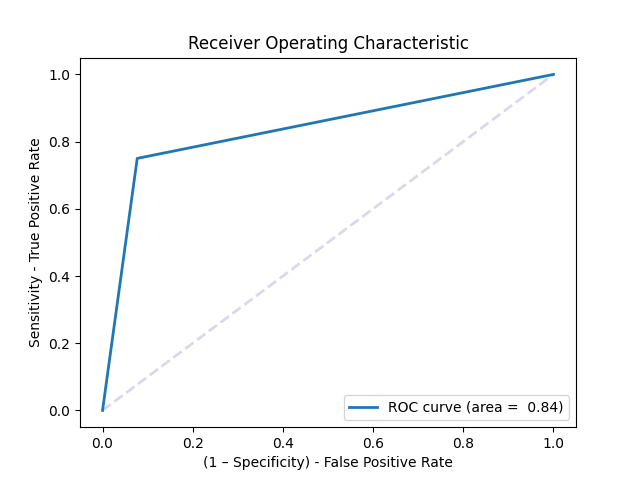 Receiver Operating Characteristic
1.0
0.8
0.6
0.4
0.2
0.0
Sensitivity - True Positive Rate
ROC curve (area =  0.84)
0.0 0.2 0.4 0.6 0.8 1.0
(1 – Specificity) - False Positive Rate